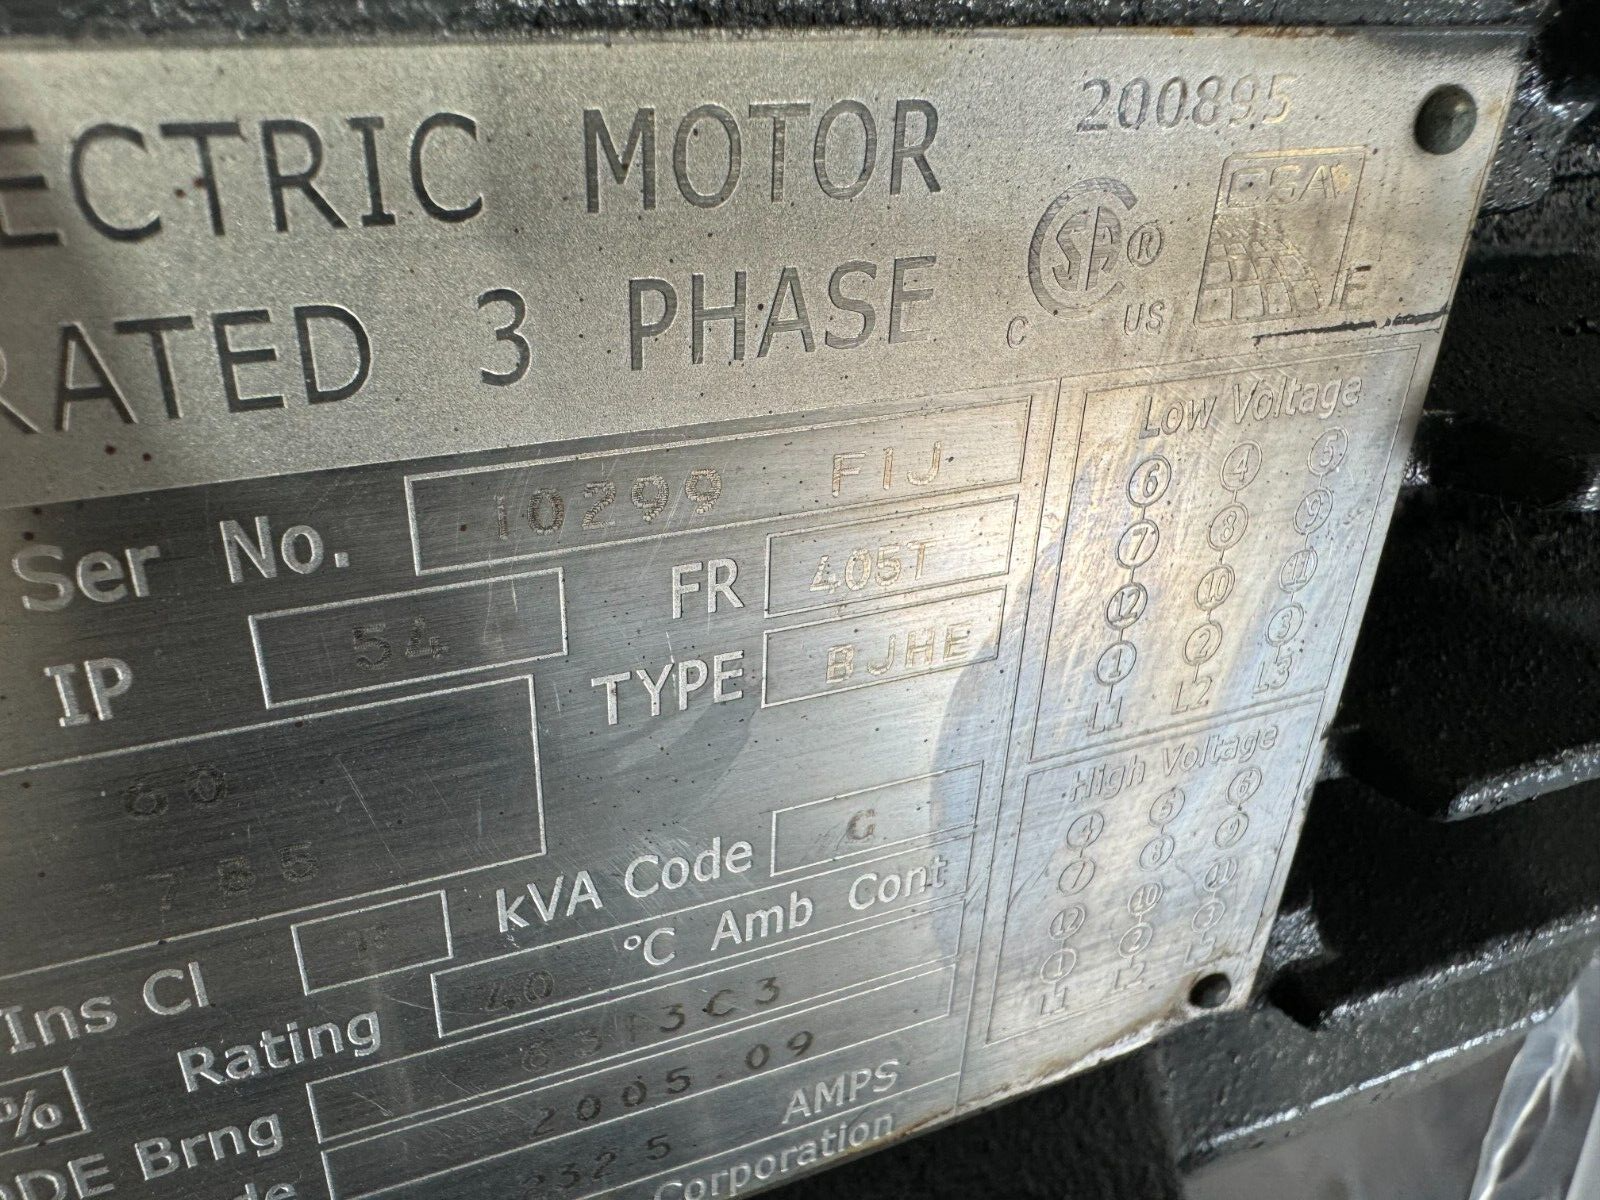 ECTRIC MOTOR 200895
CSA
C US
E
RATED 3 PHASE
Ser No. 10299 FIJ
FR 405T
IP 54
TYPE BJHE
60
kVA Code G
Ins Cl
Rating 40 °C Amb Cont
%
ODE Brng 6313C3
2005.09
AMPS
orporation
Low Voltage
6 4 5
7 8 9
12 10 11
1 2 3
L1 L2 L3
High Voltage
4 5 6
7 8 9
12 10 11
1 2 3
L1 L2 L3